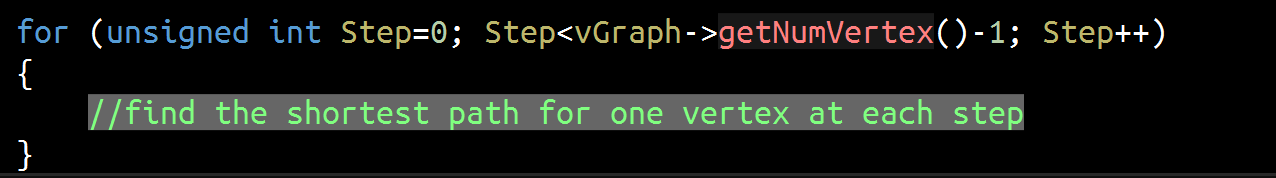 for (unsigned int Step=0; Step<vGraph->getNumVertex()-1; Step++)
{
    //find the shortest path for one vertex at each step
}